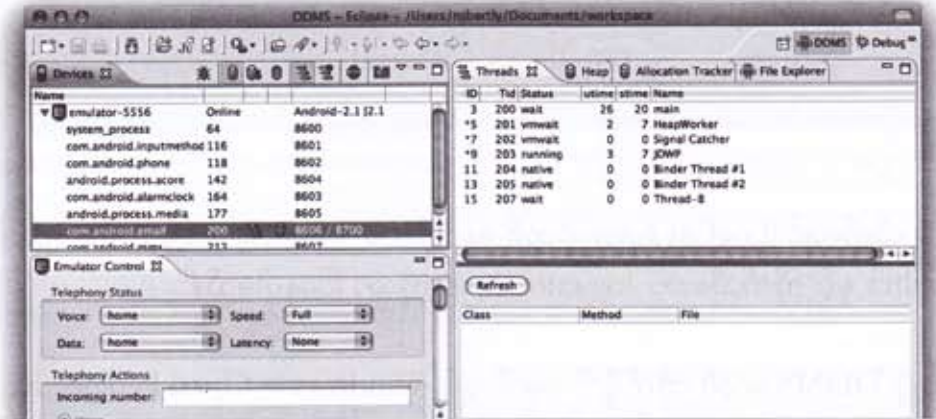 DDMS - Eclipse - /Users/robertly/Documents/workspace
DDMS Debug
Devices
Name
emulator-5556 Online Android-2.1 [2.1
system_process 64 8600
com.android.inputmethod 116 8601
com.android.phone 118 8602
android.process.acore 142 8604
com.android.alarmclock 164 8603
android.process.media 177 8605
com.android.email 200 8606 / 8700
com.android.mms 213 8607
Emulator Control
Telephony Status
Voice: home Speed: Full
Data: home Latency: None
Telephony Actions
Incoming number:
Threads Heap Allocation Tracker File Explorer
ID Tid Status utime stime Name
3 200 wait 26 20 main
*5 201 vmwait 2 7 HeapWorker
*7 202 vmwait 0 0 Signal Catcher
*9 203 running 3 7 JDWP
11 204 native 0 0 Binder Thread #1
13 205 native 0 0 Binder Thread #2
15 207 wait 0 0 Thread-8
Refresh
Class Method File